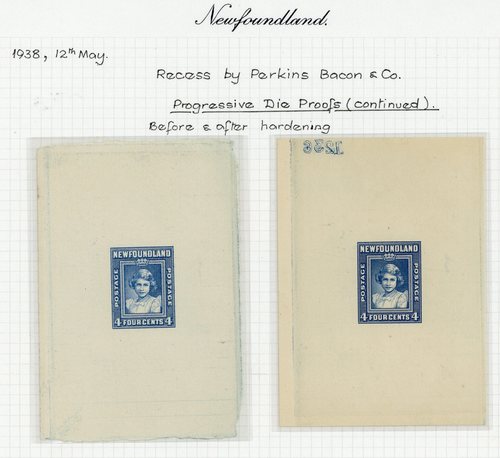 Newfoundland.
1938, 12th May.
Recess by Perkins Bacon & Co.
Progressive Die Proofs (continued).
Before & after hardening
NEWFOUNDLAND
POSTAGE
POSTAGE
4 FOUR CENTS 4
NEWFOUNDLAND
POSTAGE
POSTAGE
4 FOUR CENTS 4